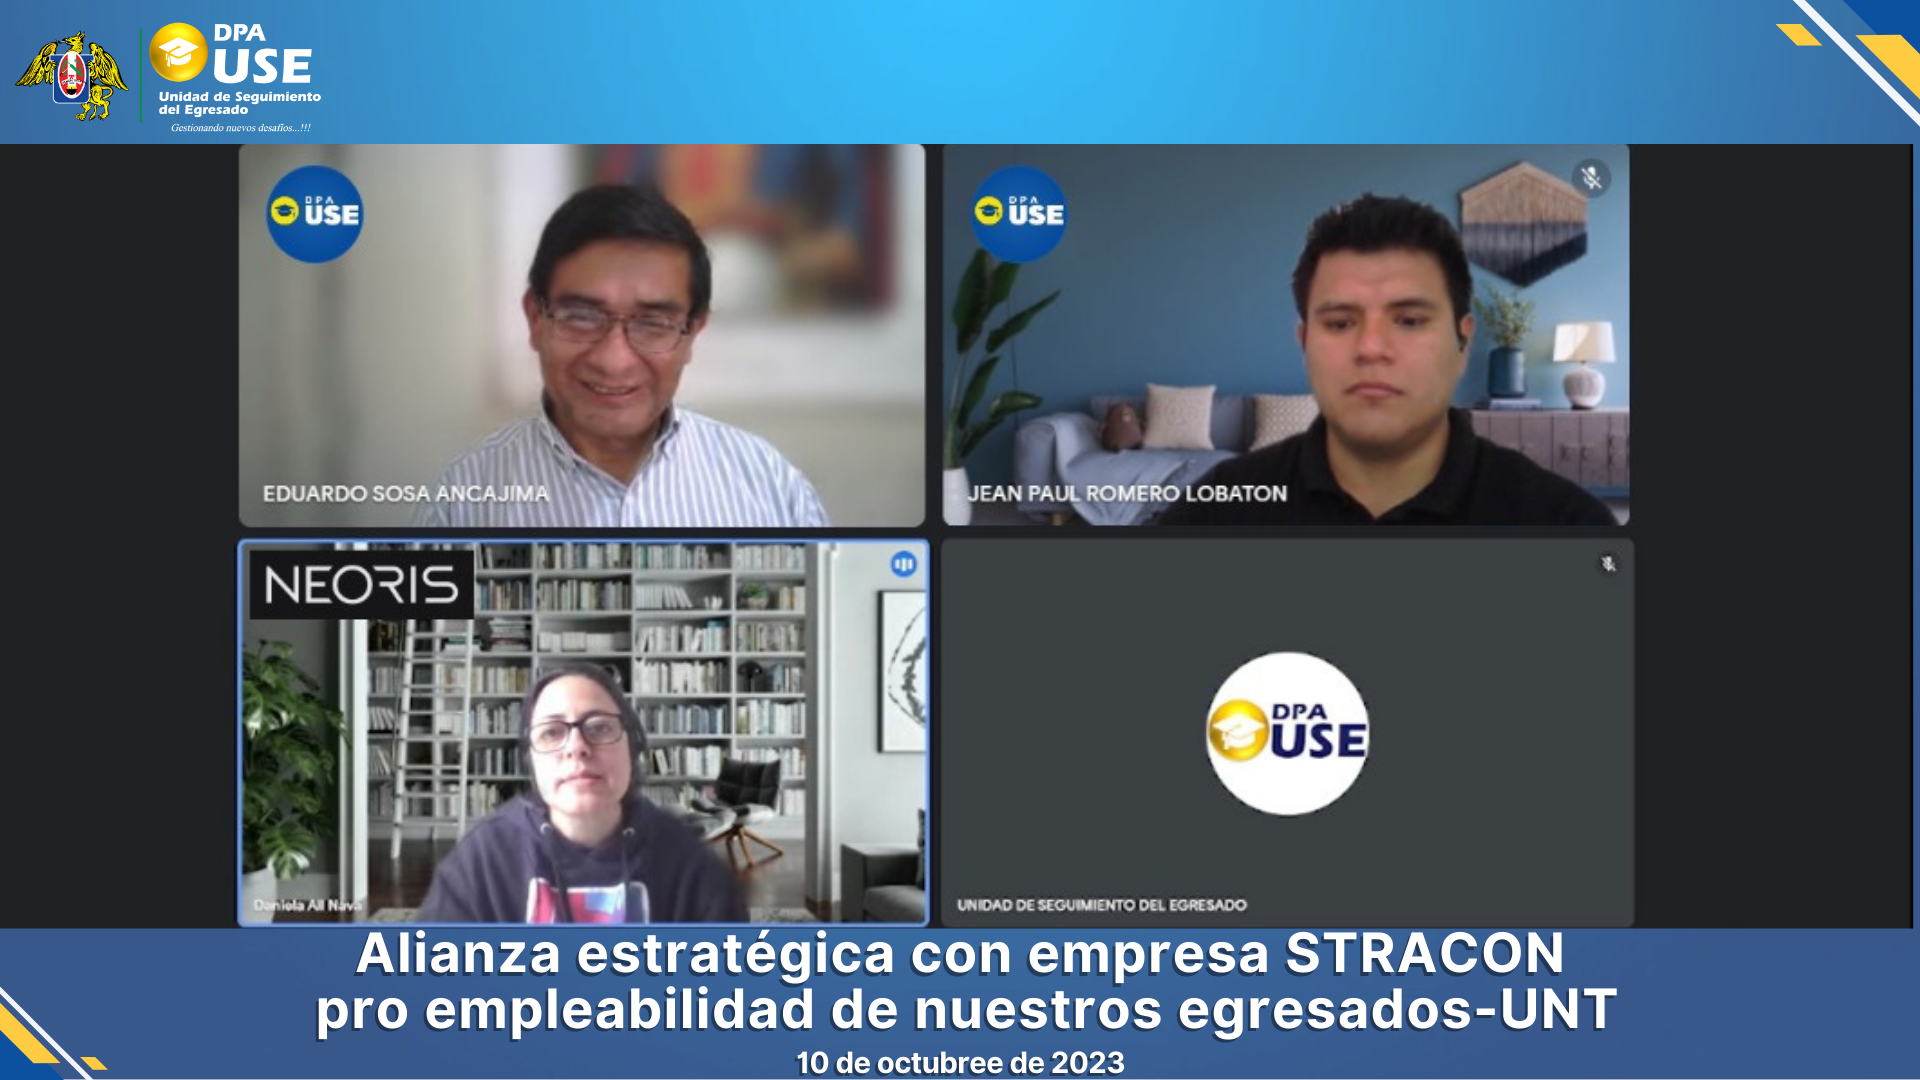 DPA
USE
Unidad de Seguimiento
del Egresado
Gestionando nuevos desafíos...!!!
DPA
USE
EDUARDO SOSA ANCAJIMA
DPA
USE
JEAN PAUL ROMERO LOBATON
NEORIS
Daniela All Nava
DPA
USE
UNIDAD DE SEGUIMIENTO DEL EGRESADO
Alianza estratégica con empresa STRACON
pro empleabilidad de nuestros egresados-UNT
10 de octubree de 2023